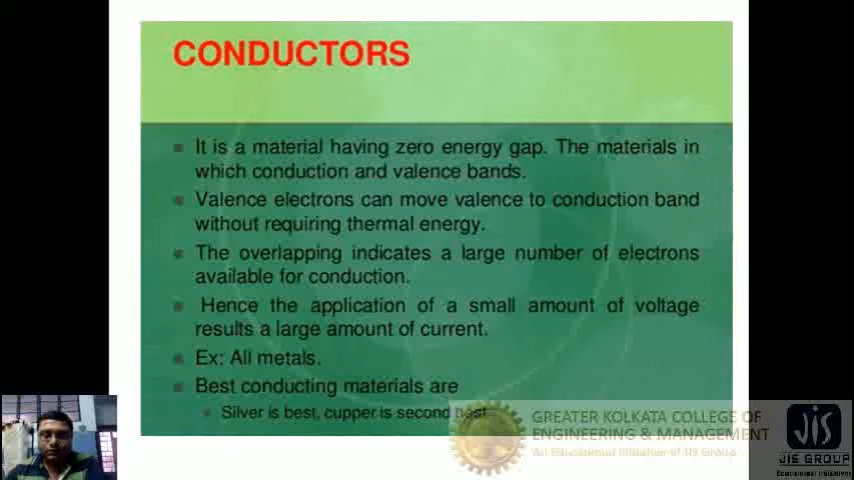 CONDUCTORS
It is a material having zero energy gap. The materials in
which conduction and valence bands.
Valence electrons can move valence to conduction band
without requiring thermal energy.
The overlapping indicates a large number of electrons
available for conduction.
Hence the application of a small amount of voltage
results a large amount of current.
Ex: All metals.
Best conducting materials are
Silver is best, cupper is second best
GREATER KOLKATA COLLEGE OF
ENGINEERING & MANAGEMENT
An Educational Initiative of JIS Group
JIS
JIS GROUP
Educational Initiatives